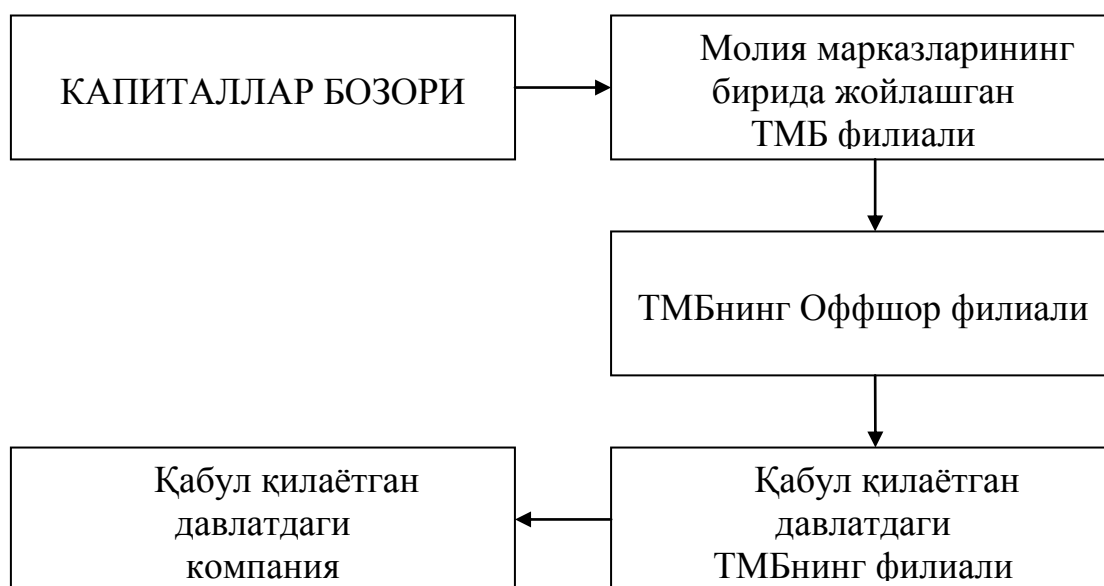 КАПИТАЛЛАР БОЗОРИ
Молия марказларининг
бирида жойлашган
ТМБ филиали
ТМБнинг Оффшор филиали
Қабул қилаётган
давлатдаги
ТМБнинг филиали
Қабул қилаётган
давлатдаги
компания